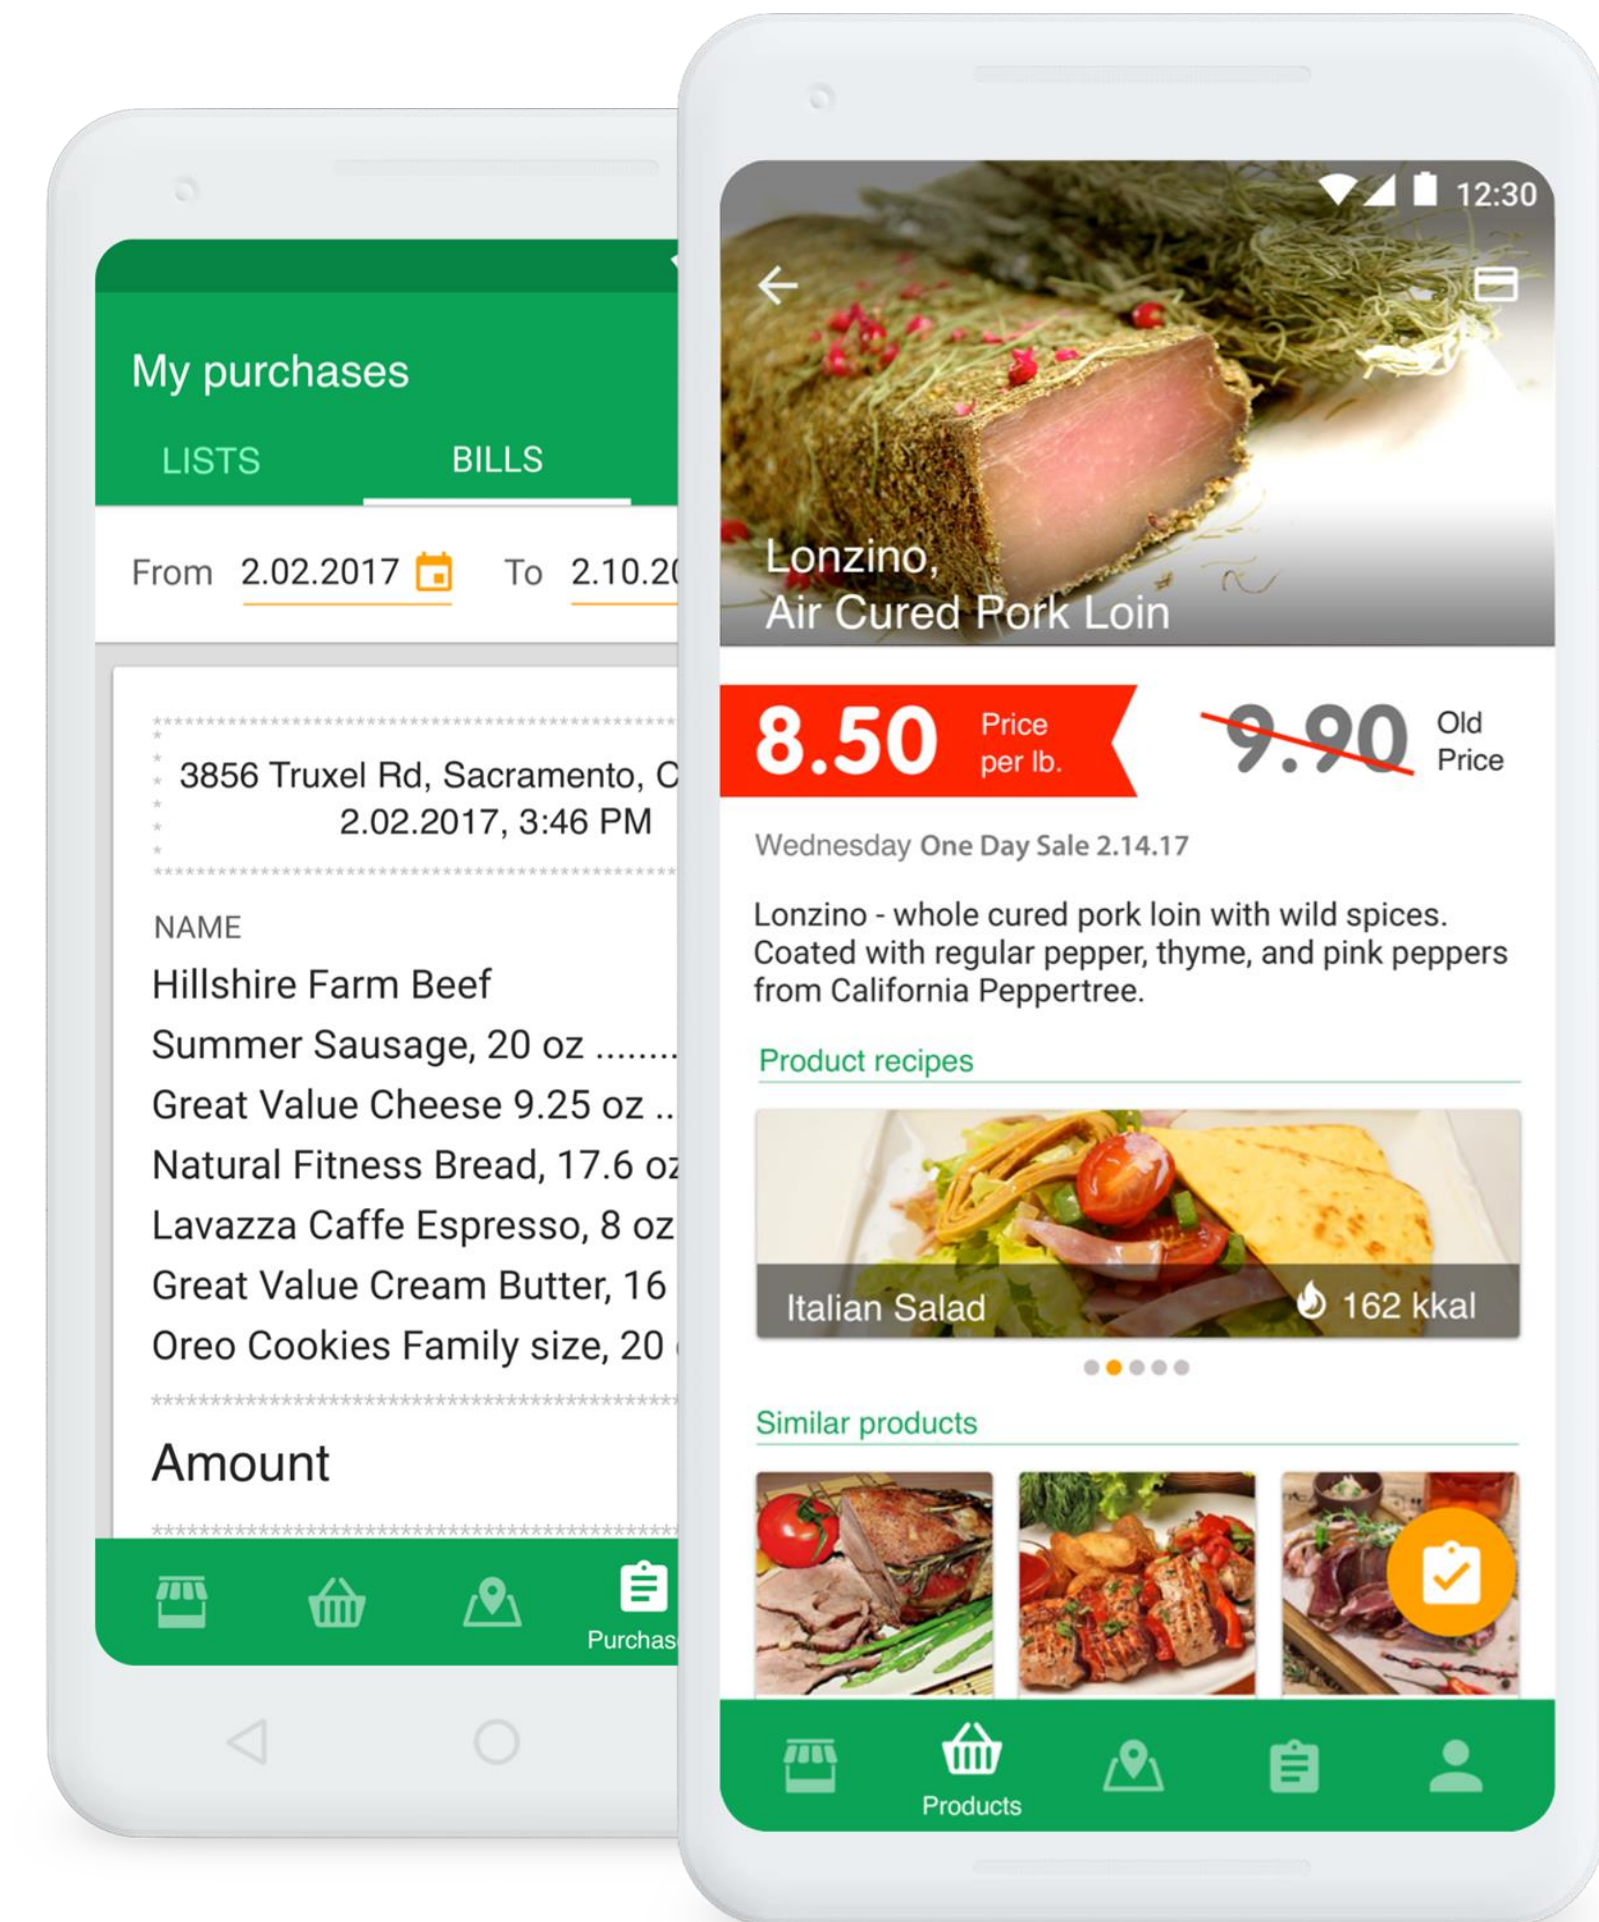 My purchases
LISTS BILLS
From 2.02.2017 To 2.10.20
3856 Truxel Rd, Sacramento, C
2.02.2017, 3:46 PM
NAME
Hillshire Farm Beef
Summer Sausage, 20 oz ........
Great Value Cheese 9.25 oz ..
Natural Fitness Bread, 17.6 oz
Lavazza Caffe Espresso, 8 oz
Great Value Cream Butter, 16
Oreo Cookies Family size, 20
Amount
Purchas
12:30
Lonzino,
Air Cured Pork Loin
8.50 Price per lb.
9.90 Old Price
Wednesday One Day Sale 2.14.17
Lonzino - whole cured pork loin with wild spices.
Coated with regular pepper, thyme, and pink peppers
from California Peppertree.
Product recipes
Italian Salad 162 kkal
Similar products
Products